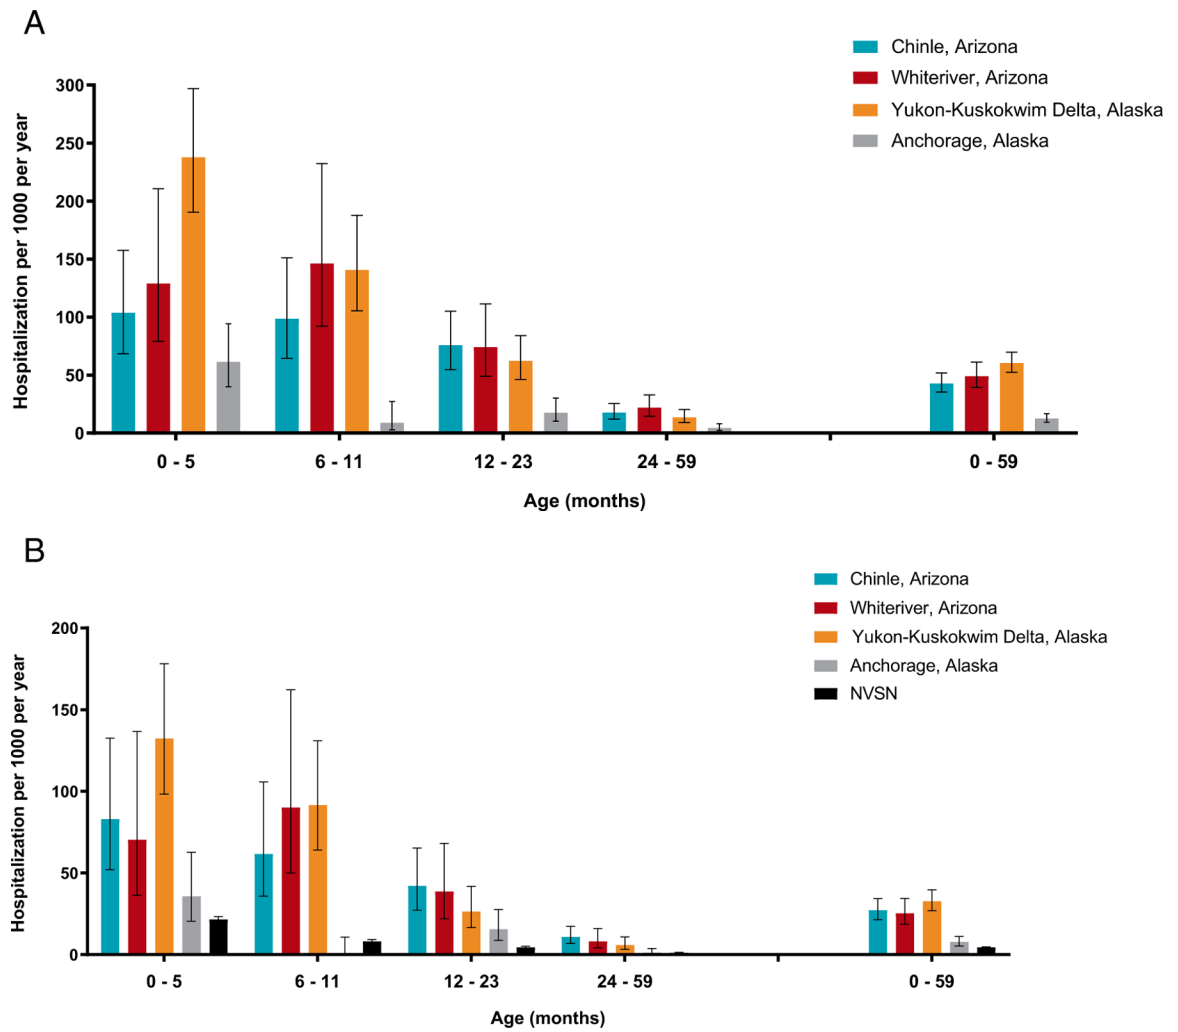 A
Chinle, Arizona
Whiteriver, Arizona
Yukon-Kuskokwim Delta, Alaska
Anchorage, Alaska
Hospitalization per 1000 per year
300
250
200
150
100
50
0
0 - 5
6 - 11
12 - 23
24 - 59
0 - 59
Age (months)
B
Chinle, Arizona
Whiteriver, Arizona
Yukon-Kuskokwim Delta, Alaska
Anchorage, Alaska
NVSN
Hospitalization per 1000 per year
200
150
100
50
0
0 - 5
6 - 11
12 - 23
24 - 59
0 - 59
Age (months)